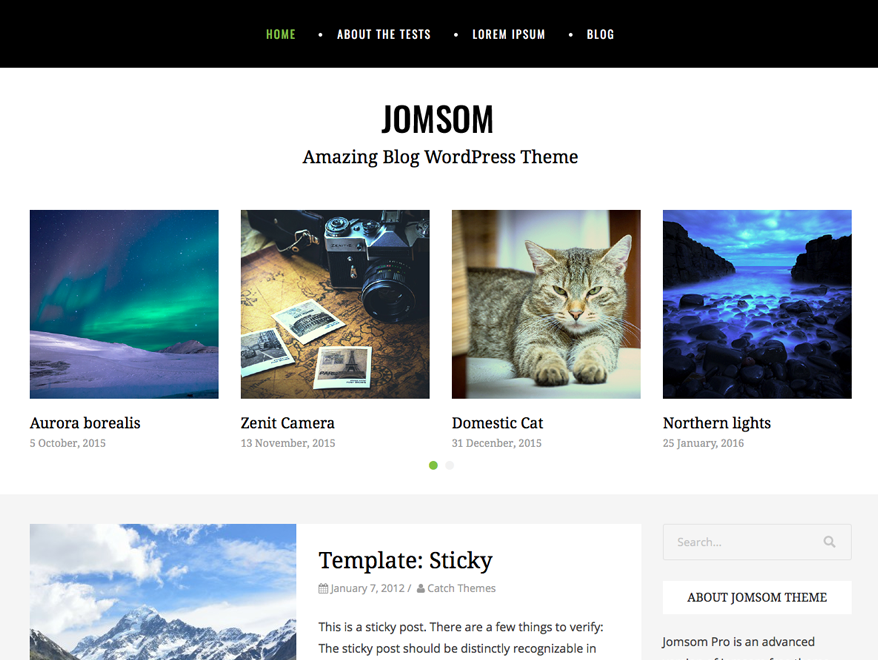 HOME • ABOUT THE TESTS • LOREM IPSUM • BLOG
JOMSOM
Amazing Blog WordPress Theme
ZENIT
PARIS
Aurora borealis
5 October, 2015
Zenit Camera
13 November, 2015
Domestic Cat
31 Decenber, 2015
Northern lights
25 January, 2016
Template: Sticky
January 7, 2012 / Catch Themes
This is a sticky post. There are a few things to verify:
The sticky post should be distinctly recognizable in
Search...
ABOUT JOMSOM THEME
Jomsom Pro is an advanced